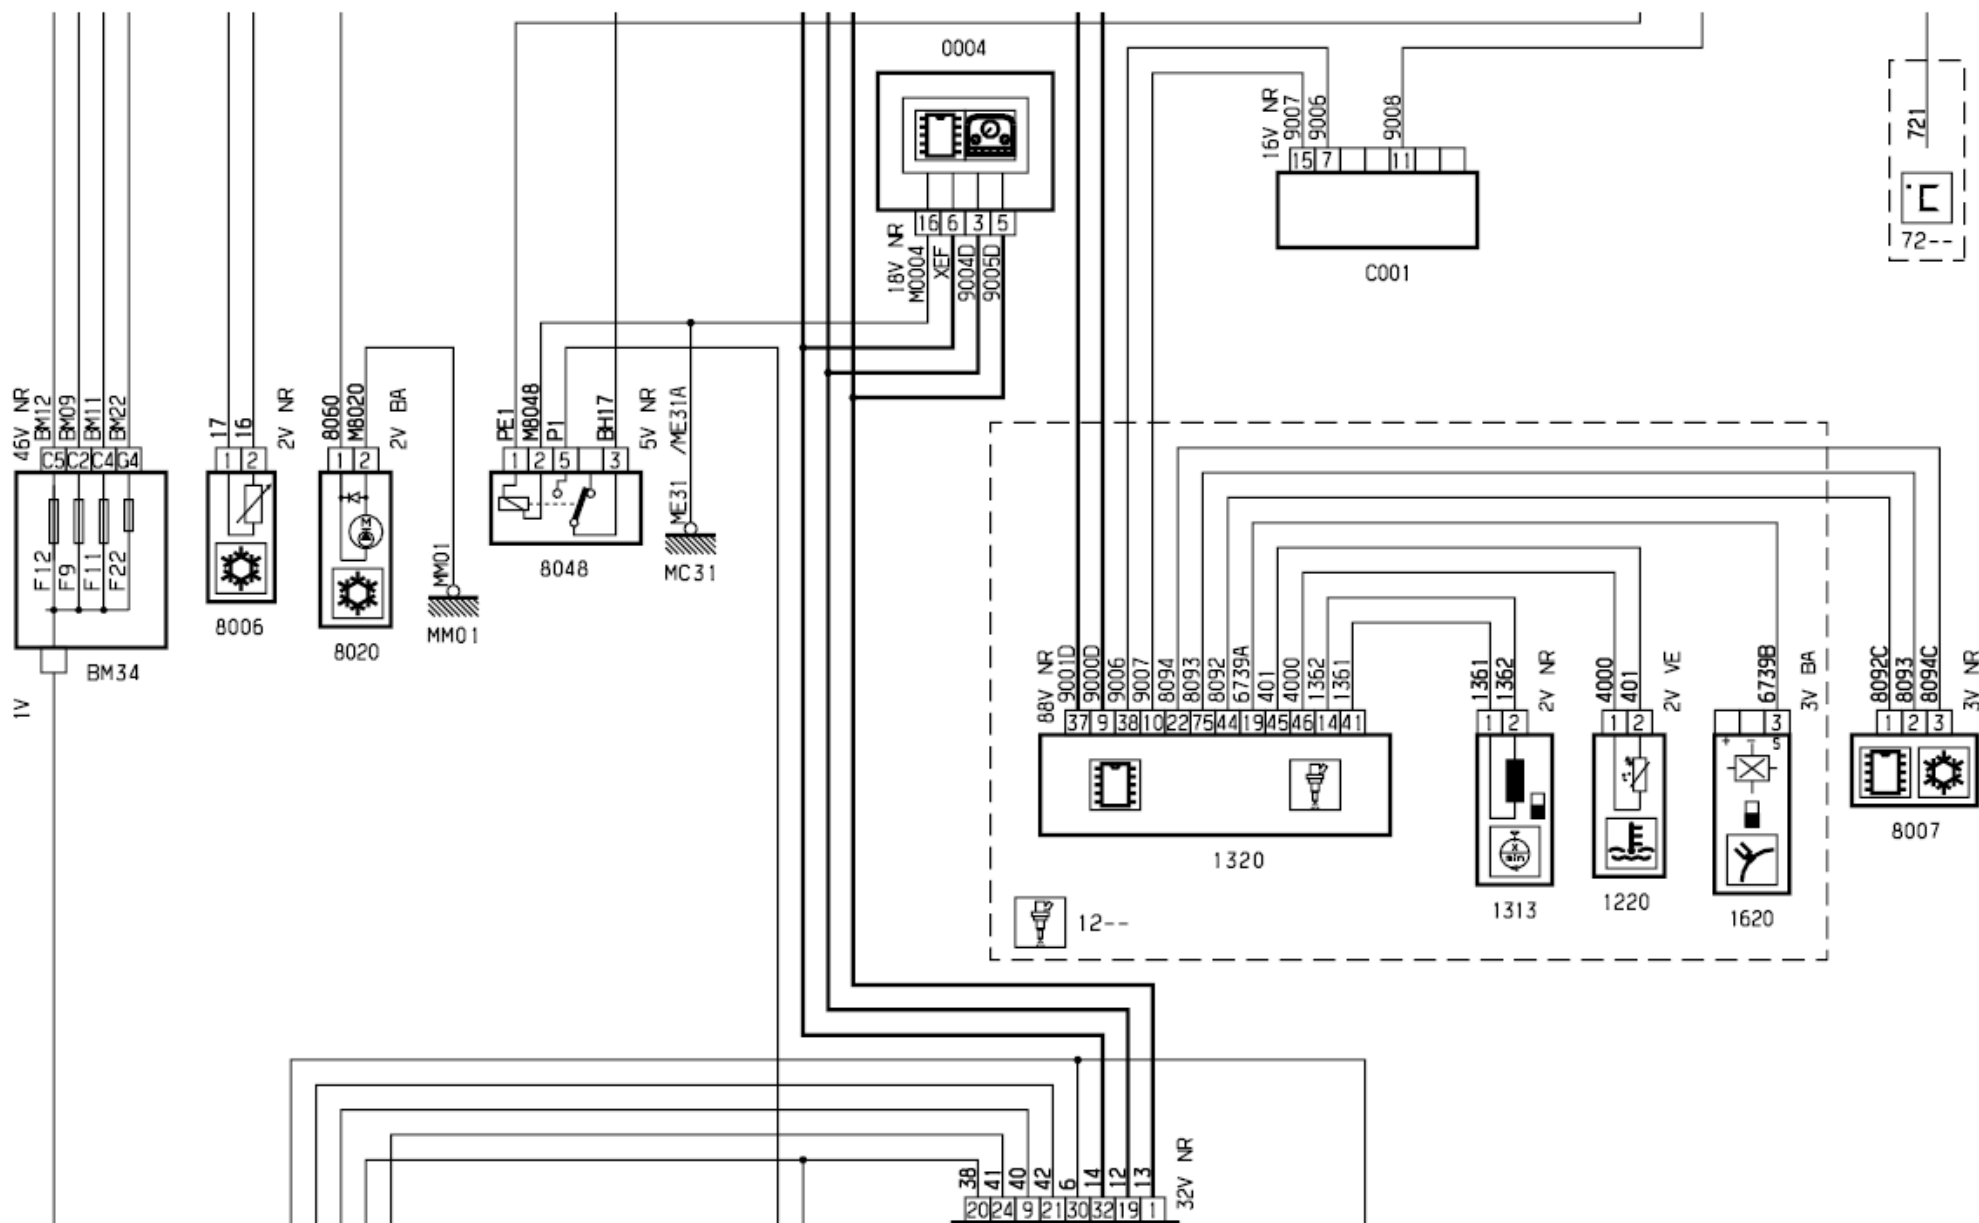 0004
16 6 3 5
18V NR
M0004
XEF
9004D
9005D
16V NR
9007
9006
9008
15 7 11
C001
721
72--
46V NR
BM12
BM09
BM11
BM22
C5 C2 C4 G4
F12
F9
F11
F22
BM34
1V
17
16
2V NR
1 2
8006
8060
M8020
2V BA
1 2
M
8020
MM01
MM01
PE1
M8048
P1
BH17
5V NR
1 2 5 3
8048
ME31 /ME31A
MC31
88V NR
9001D
9000D
9006
9007
8094
8093
8092
6739A
401
4000
1362
1361
37 9 38 10 22 75 44 19 45 46 14 41
1320
12--
1361
1362
2V NR
1 2
x
min
1313
4000
401
2V VE
1 2
1220
6739B
3V BA
3
+ - S
1620
8092C
8093
8094C
3V NR
1 2 3
8007
38
41
40
42
6
14
12
13
32V NR
20 24 9 21 30 32 19 1